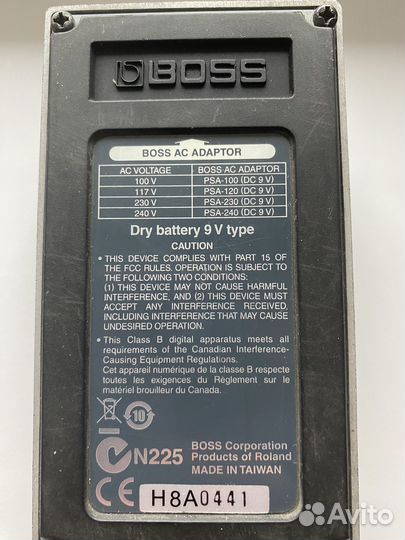 BOSS
BOSS AC ADAPTOR
AC VOLTAGE BOSS AC ADAPTOR
100 V PSA-100 (DC 9 V)
117 V PSA-120 (DC 9 V)
230 V PSA-230 (DC 9 V)
240 V PSA-240 (DC 9 V)
Dry battery 9 V type
CAUTION
• THIS DEVICE COMPLIES WITH PART 15 OF
THE FCC RULES. OPERATION IS SUBJECT TO
THE FOLLOWING TWO CONDITIONS:
(1) THIS DEVICE MAY NOT CAUSE HARMFUL
INTERFERENCE, AND (2) THIS DEVICE MUST
ACCEPT ANY INTERFERENCE RECEIVED,
INCLUDING INTERFERENCE THAT MAY CAUSE
UNDESIRED OPERATION.
• This Class B digital apparatus meets all
requirements of the Canadian Interference-
Causing Equipment Regulations.
Cet appareil numérique de la classe B respecte
toutes les exigences du Règlement sur le
matériel brouilleur du Canada.
10
N225
BOSS Corporation
Products of Roland
MADE IN TAIWAN
CE
H8A0441
Avito